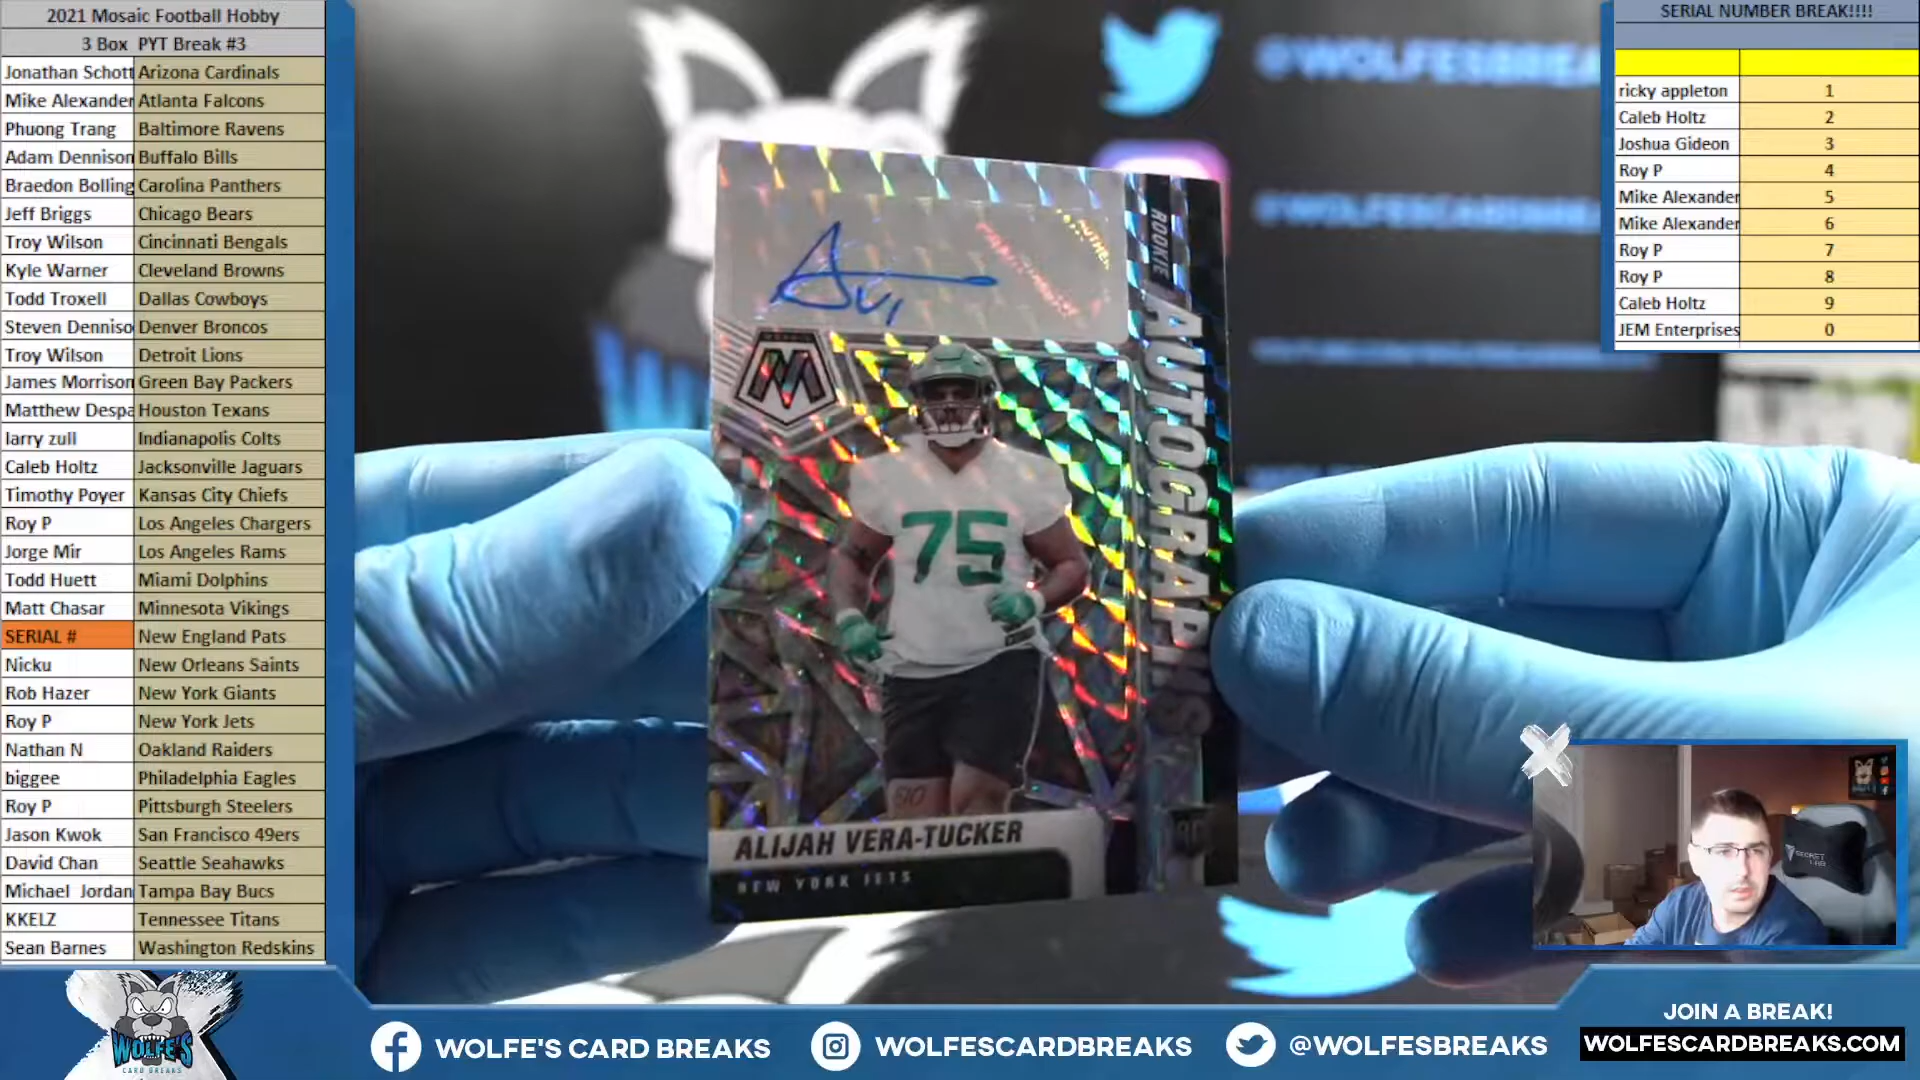 2021 Mosaic Football Hobby
3 Box PYT Break #3
Jonathan Schott Arizona Cardinals
Mike Alexander Atlanta Falcons
Phuong Trang Baltimore Ravens
Adam Dennison Buffalo Bills
Braedon Bolling Carolina Panthers
Jeff Briggs Chicago Bears
Troy Wilson Cincinnati Bengals
Kyle Warner Cleveland Browns
Todd Troxell Dallas Cowboys
Steven Denniso Denver Broncos
Troy Wilson Detroit Lions
James Morrison Green Bay Packers
Matthew Despa Houston Texans
larry zull Indianapolis Colts
Caleb Holtz Jacksonville Jaguars
Timothy Poyer Kansas City Chiefs
Roy P Los Angeles Chargers
Jorge Mir Los Angeles Rams
Todd Huett Miami Dolphins
Matt Chasar Minnesota Vikings
SERIAL # New England Pats
Nicku New Orleans Saints
Rob Hazer New York Giants
Roy P New York Jets
Nathan N Oakland Raiders
biggee Philadelphia Eagles
Roy P Pittsburgh Steelers
Jason Kwok San Francisco 49ers
David Chan Seattle Seahawks
Michael Jordan Tampa Bay Bucs
KKELZ Tennessee Titans
Sean Barnes Washington Redskins
@WOLFESBREA
@WOLFESCARDBREAKS
ROOKIE AUTOGRAPHS
75
ALIJAH VERA-TUCKER
NEW YORK JETS
SERIAL NUMBER BREAK!!!!
ricky appleton 1
Caleb Holtz 2
Joshua Gideon 3
Roy P 4
Mike Alexander 5
Mike Alexander 6
Roy P 7
Roy P 8
Caleb Holtz 9
JEM Enterprises 0
SECRET LAB
WOLFE'S
CARD BREAKS
WOLFE'S CARD BREAKS
WOLFESCARDBREAKS
@WOLFESBREAKS
JOIN A BREAK!
WOLFESCARDBREAKS.COM